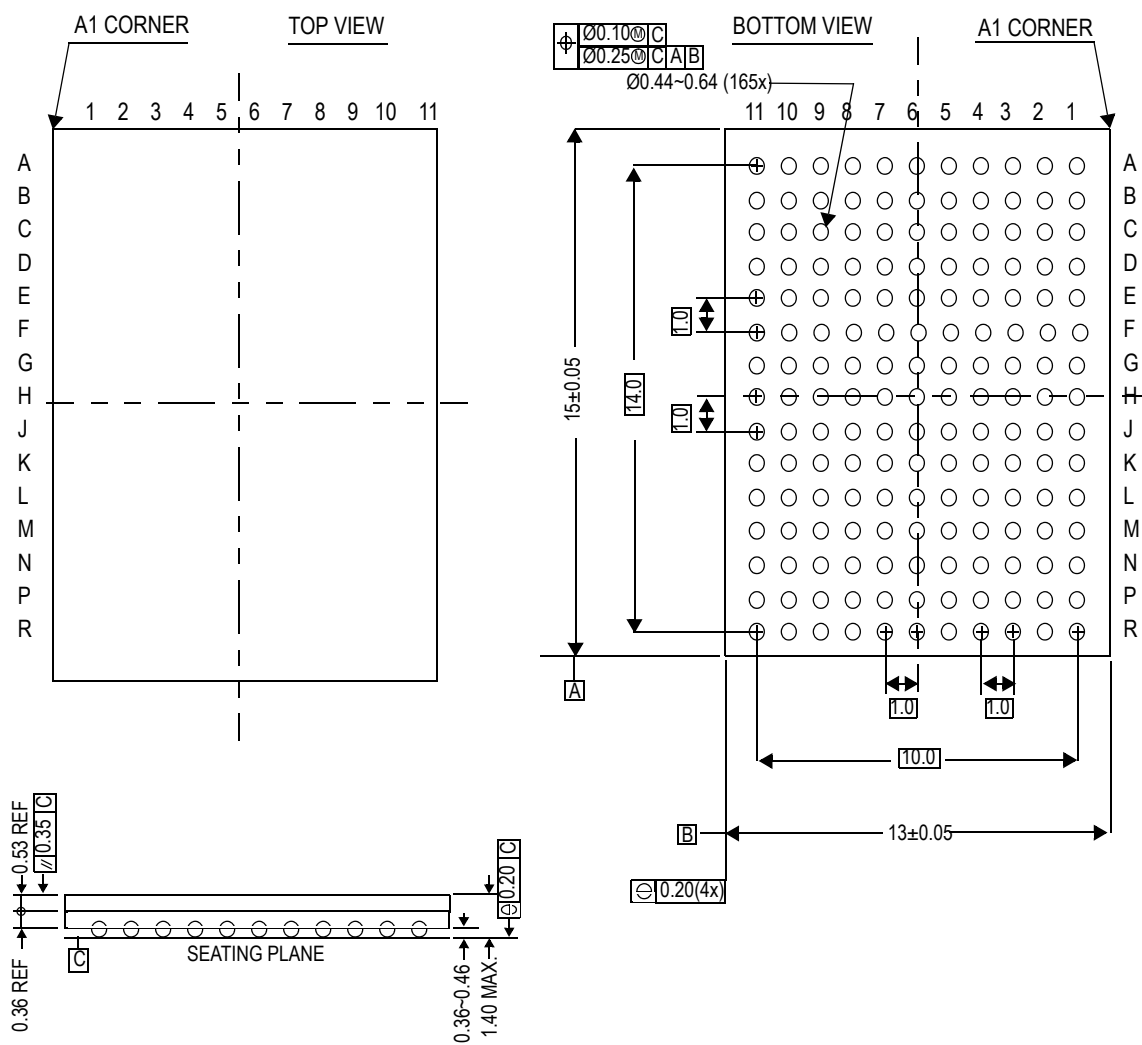 A1 CORNER
TOP VIEW
1 2 3 4 5 6 7 8 9 10 11
A
B
C
D
E
F
G
H
J
K
L
M
N
P
R
Ø0.10Ⓜ C
Ø0.25Ⓜ C A B
Ø0.44~0.64 (165x)
BOTTOM VIEW
A1 CORNER
11 10 9 8 7 6 5 4 3 2 1
A
B
C
D
E
F
G
H
J
K
L
M
N
P
R
1.0
1.0
15±0.05
14.0
A
1.0
1.0
10.0
B
13±0.05
0.20(4x)
0.53 REF
// 0.35 C
0.36 REF
C
SEATING PLANE
0.36~0.46
1.40 MAX.
0.20 C